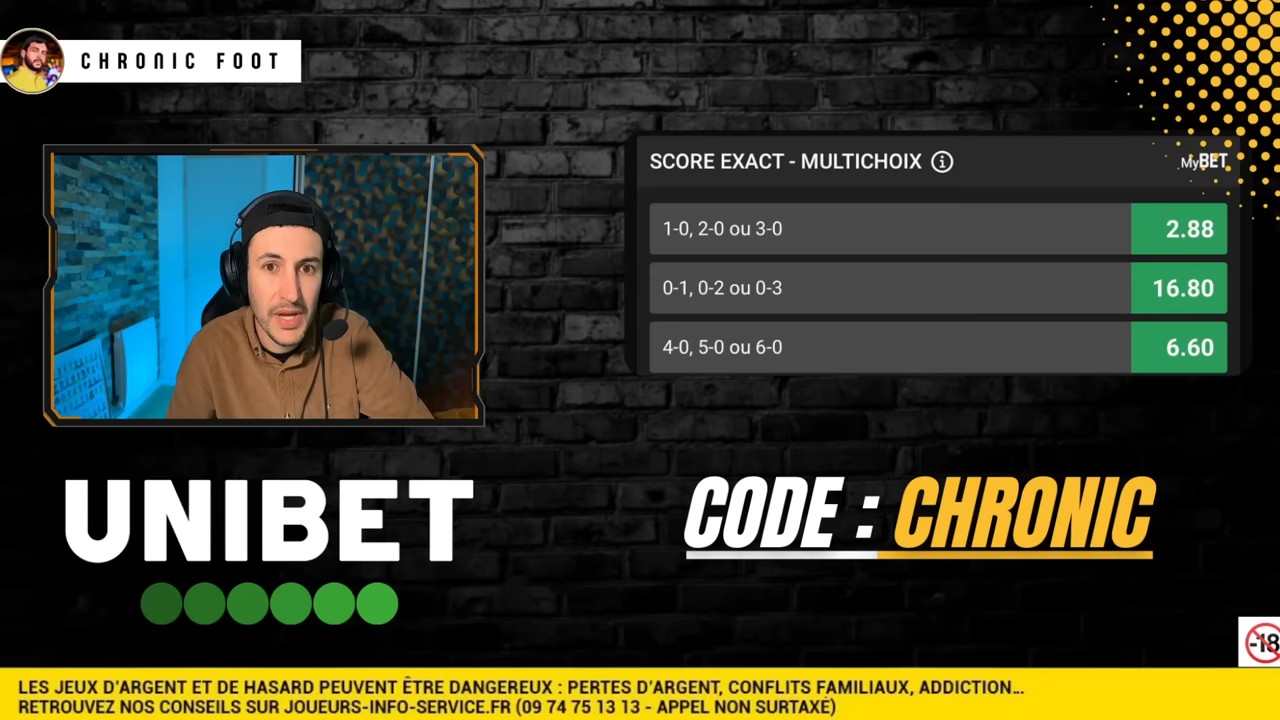 CHRONIC FOOT
SCORE EXACT - MULTICHOIX
MyBET
1-0, 2-0 ou 3-0
2.88
0-1, 0-2 ou 0-3
16.80
4-0, 5-0 ou 6-0
6.60
UNIBET
CODE : CHRONIC
-18
LES JEUX D'ARGENT ET DE HASARD PEUVENT ÊTRE DANGEREUX : PERTES D'ARGENT, CONFLITS FAMILIAUX, ADDICTION...
RETROUVEZ NOS CONSEILS SUR JOUEURS-INFO-SERVICE.FR (09 74 75 13 13 - APPEL NON SURTAXÉ)